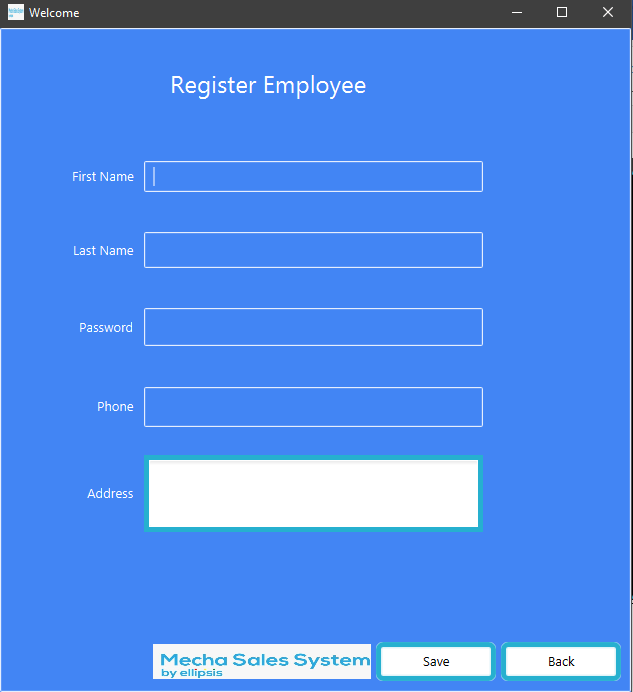 Welcome
Register Employee
First Name
Last Name
Password
Phone
Address
Mecha Sales System
by ellipsis
Save
Back